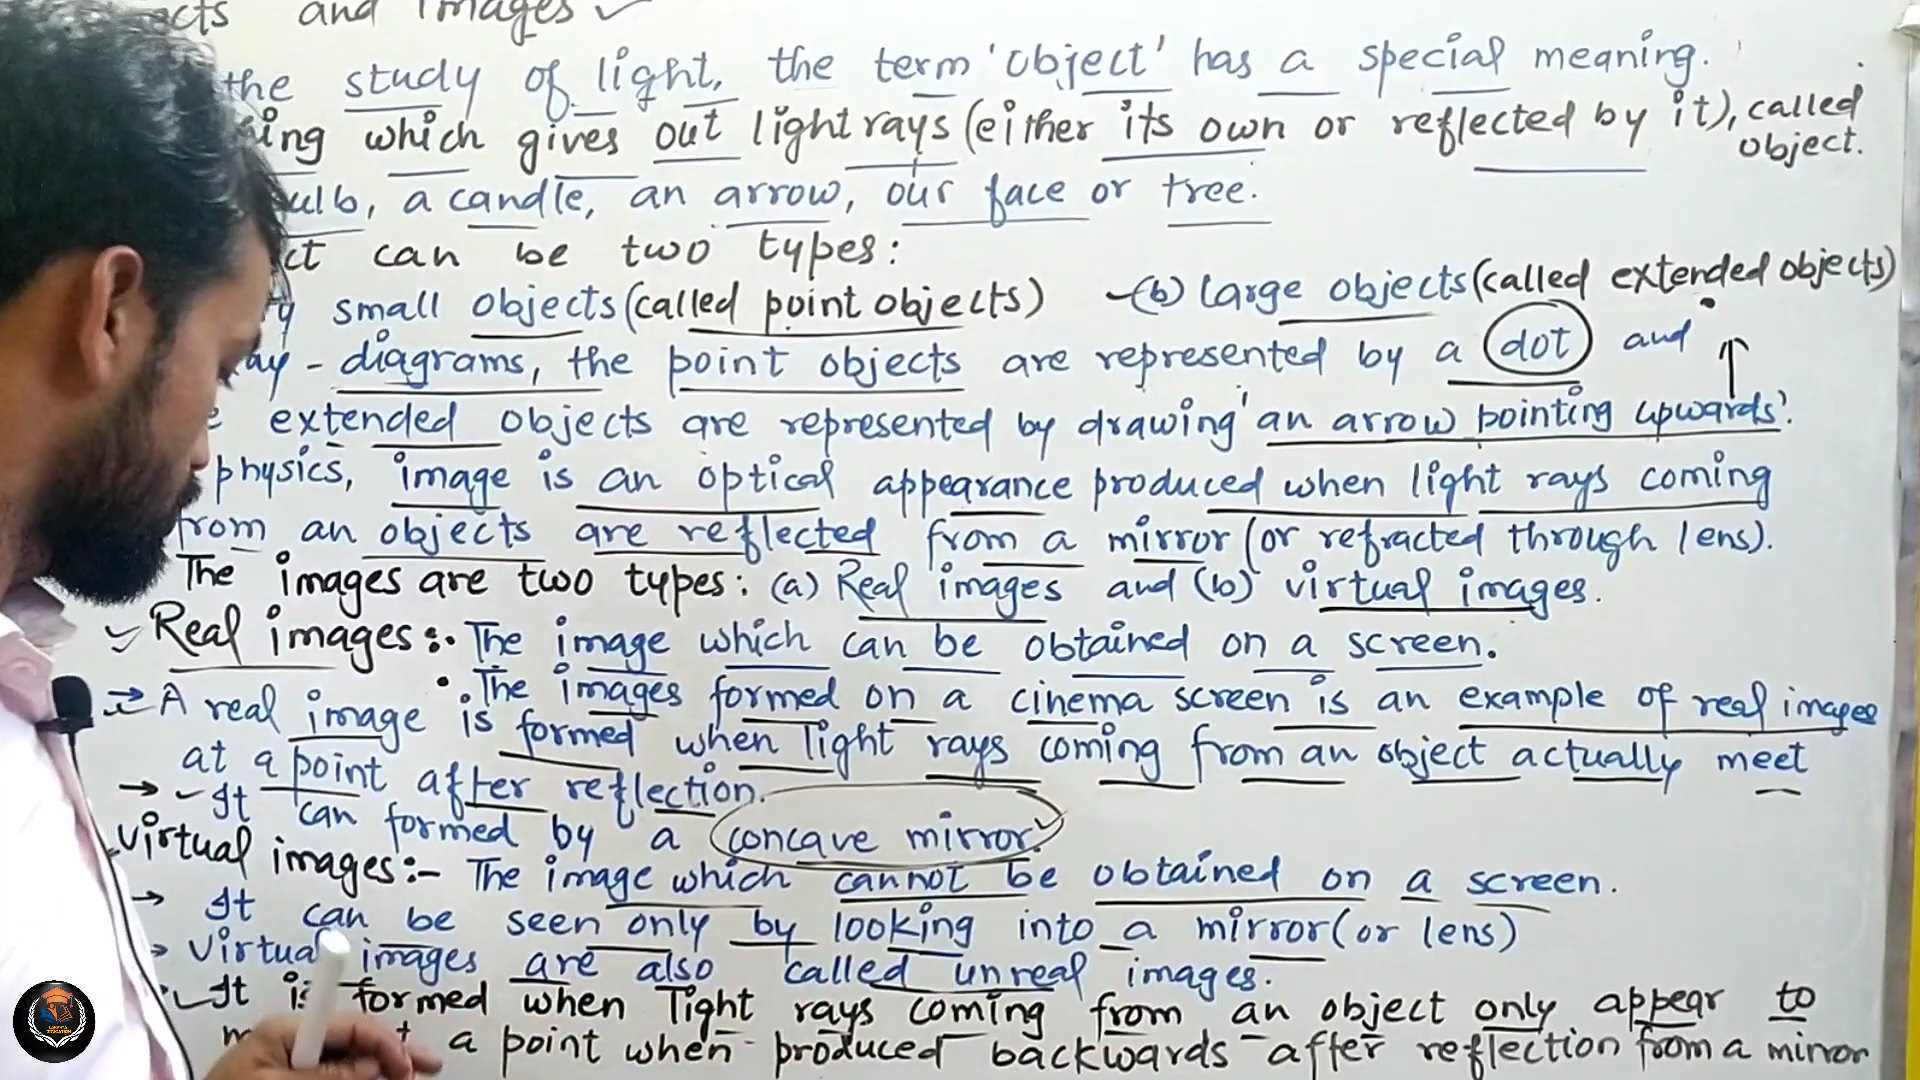 and Images
the study of light, the term 'object' has a special meaning.
which gives out light rays (either its own or reflected by it), called object.
a candle, an arrow, our face or tree.
can be two types:
small objects (called point objects) (b) Large objects (called extended objects)
- diagrams, the point objects are represented by a dot and
extended objects are represented by drawing 'an arrow pointing upwards'.
physics, image is an optical appearance produced when light rays coming
from an objects are reflected from a mirror (or refracted through lens).
The images are two types: (a) Real images and (b) virtual images.
Real images:- The image which can be obtained on a screen.
The images formed on a cinema screen is an example of real images
→ A real image is formed when light rays coming from an object actually meet
at a point after reflection.
→ It can formed by a concave mirror.
Virtual images:- The image which cannot be obtained on a screen.
→ It can be seen only by looking into a mirror (or lens)
→ Virtual images are also called unreal images.
It is formed when light rays coming from an object only appear to
a point when produced backwards after reflection from a mirror